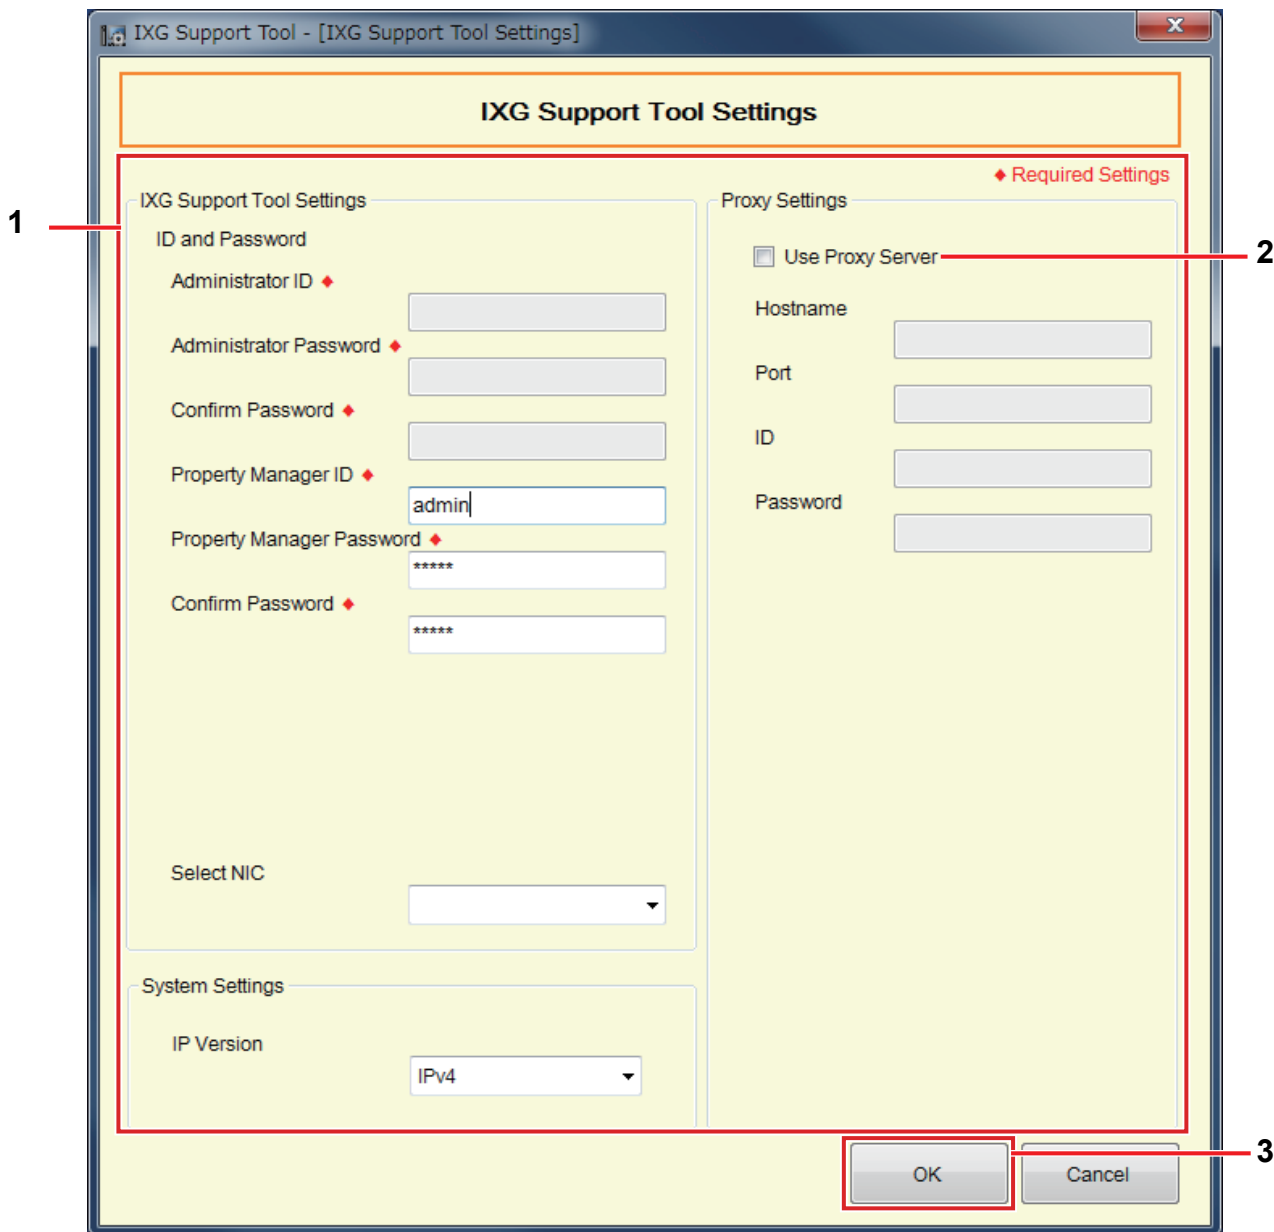 IXG Support Tool - [IXG Support Tool Settings]
x
IXG Support Tool Settings
Required Settings
1
IXG Support Tool Settings
ID and Password
Administrator ID
Administrator Password
Confirm Password
Property Manager ID
admin
Property Manager Password
*****
Confirm Password
*****
Select NIC
System Settings
IP Version
IPv4
Proxy Settings
Use Proxy Server
2
Hostname
Port
ID
Password
OK
Cancel
3